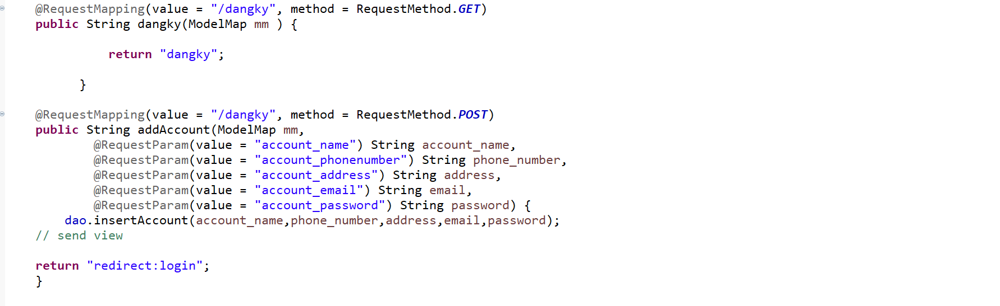 @RequestMapping(value = "/dangky", method = RequestMethod.GET)
public String dangky(ModelMap mm ) {
return "dangky";
}
@RequestMapping(value = "/dangky", method = RequestMethod.POST)
public String addAccount(ModelMap mm,
@RequestParam(value = "account_name") String account_name,
@RequestParam(value = "account_phonenumber") String phone_number,
@RequestParam(value = "account_address") String address,
@RequestParam(value = "account_email") String email,
@RequestParam(value = "account_password") String password) {
dao.insertAccount(account_name,phone_number,address,email,password);
// send view
return "redirect:login";
}